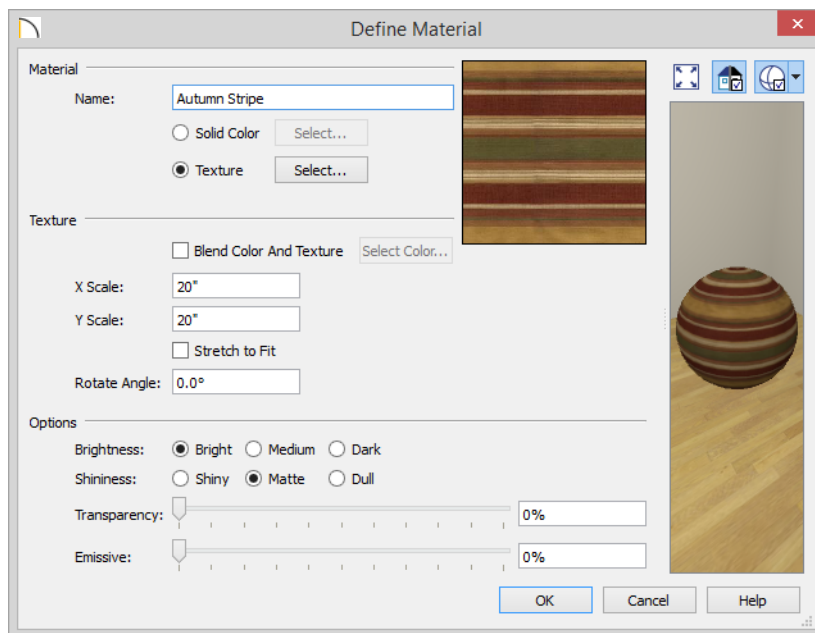 Define Material
Material
Name: Autumn Stripe
Solid Color Select...
Texture Select...
Texture
Blend Color And Texture Select Color...
X Scale: 20"
Y Scale: 20"
Stretch to Fit
Rotate Angle: 0.0°
Options
Brightness: Bright Medium Dark
Shininess: Shiny Matte Dull
Transparency: 0%
Emissive: 0%
OK Cancel Help